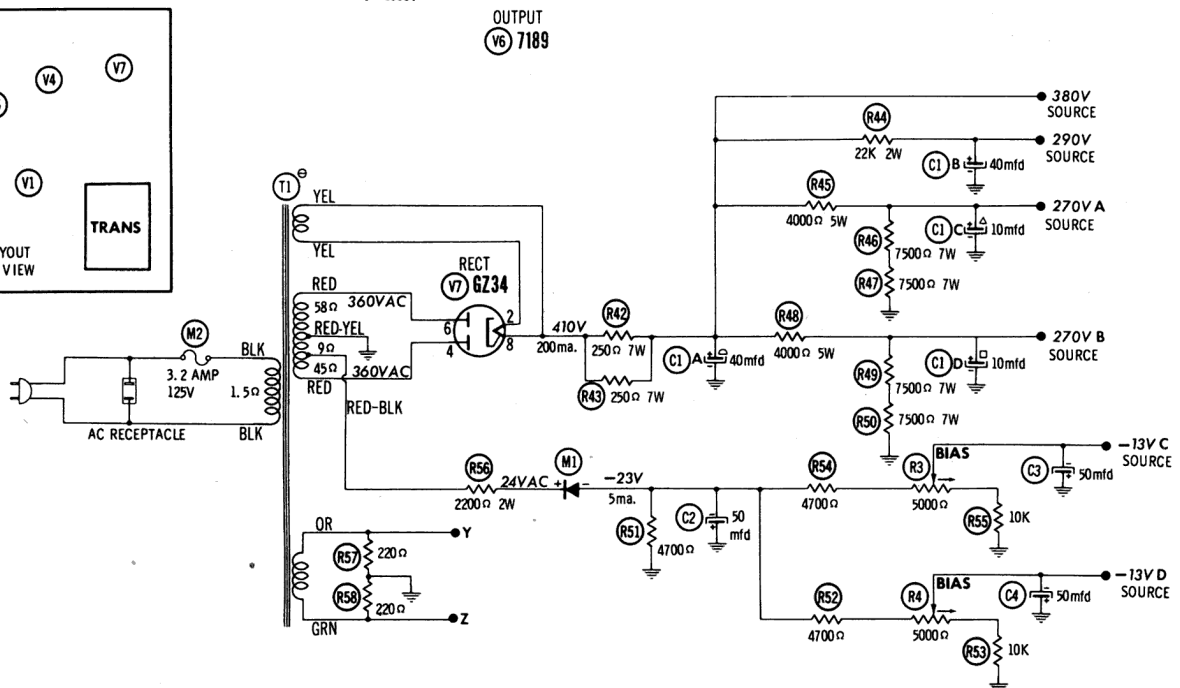 OUTPUT
V6 7189
V4
V7
V1
TRANS
YOUT
VIEW
380V
SOURCE
R44
22K 2W
290V
SOURCE
C1 B 40mfd
T1
YEL
YEL
R45
4000Ω 5W
270V A
SOURCE
R46
7500Ω 7W
C1 C 10mfd
R47
7500Ω 7W
RECT
V7 GZ34
RED
58Ω
360VAC
RED-YEL
9Ω
45Ω
RED
360VAC
RED-BLK
6
4
2
8
410V
200ma.
R42
250Ω 7W
R43
250Ω 7W
C1 A 40mfd
R48
4000Ω 5W
270V B
SOURCE
R49
7500Ω 7W
C1 D 10mfd
R50
7500Ω 7W
M2
3.2 AMP
125V
BLK
1.5Ω
BLK
AC RECEPTACLE
R56
2200Ω 2W
24VAC
M1
+
-
-23V
5ma.
R51
4700Ω
C2
50
mfd
R54
4700Ω
BIAS
R3
5000Ω
R55
10K
C3
50mfd
-13V C
SOURCE
OR
R57
220Ω
R58
220Ω
GRN
Y
Z
R52
4700Ω
BIAS
R4
5000Ω
R53
10K
C4
50mfd
-13V D
SOURCE